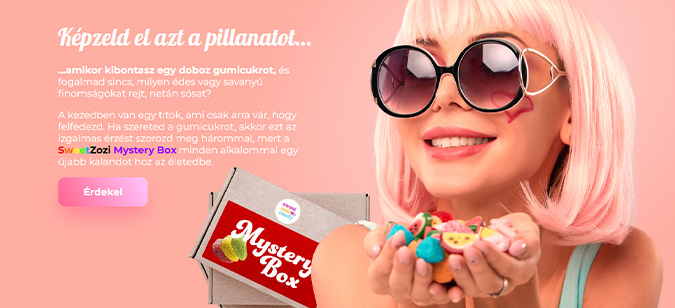 Képzeld el azt a pillanatot...
...amikor kibontasz egy doboz gumicukrot, és
fogalmad sincs, milyen édes vagy savanyú
finomságokat rejt, netán sósat?
A kezedben van egy titok, ami csak arra vár, hogy
felfedezd. Ha szereted a gumicukrot, akkor ezt az
izgalmas érzést szorozd meg hárommal, mert a
SweetZozi Mystery Box minden alkalommal egy
újabb kalandot hoz az életedbe.
Érdekel
Mystery
Box